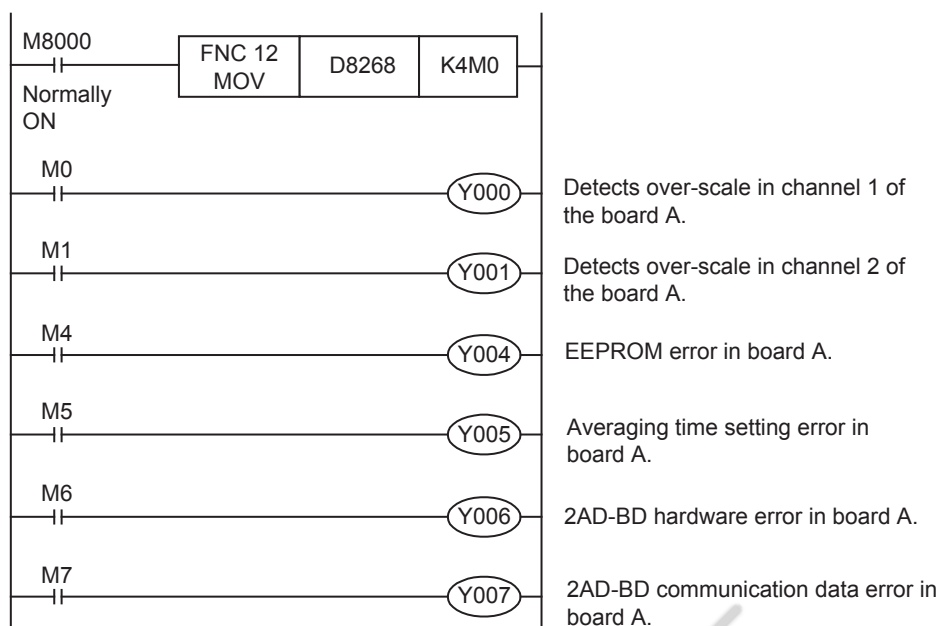 M8000
FNC 12
MOV
D8268
K4M0
Normally
ON
M0
Y000
Detects over-scale in channel 1 of
the board A.
M1
Y001
Detects over-scale in channel 2 of
the board A.
M4
Y004
EEPROM error in board A.
M5
Y005
Averaging time setting error in
board A.
M6
Y006
2AD-BD hardware error in board A.
M7
Y007
2AD-BD communication data error in
board A.